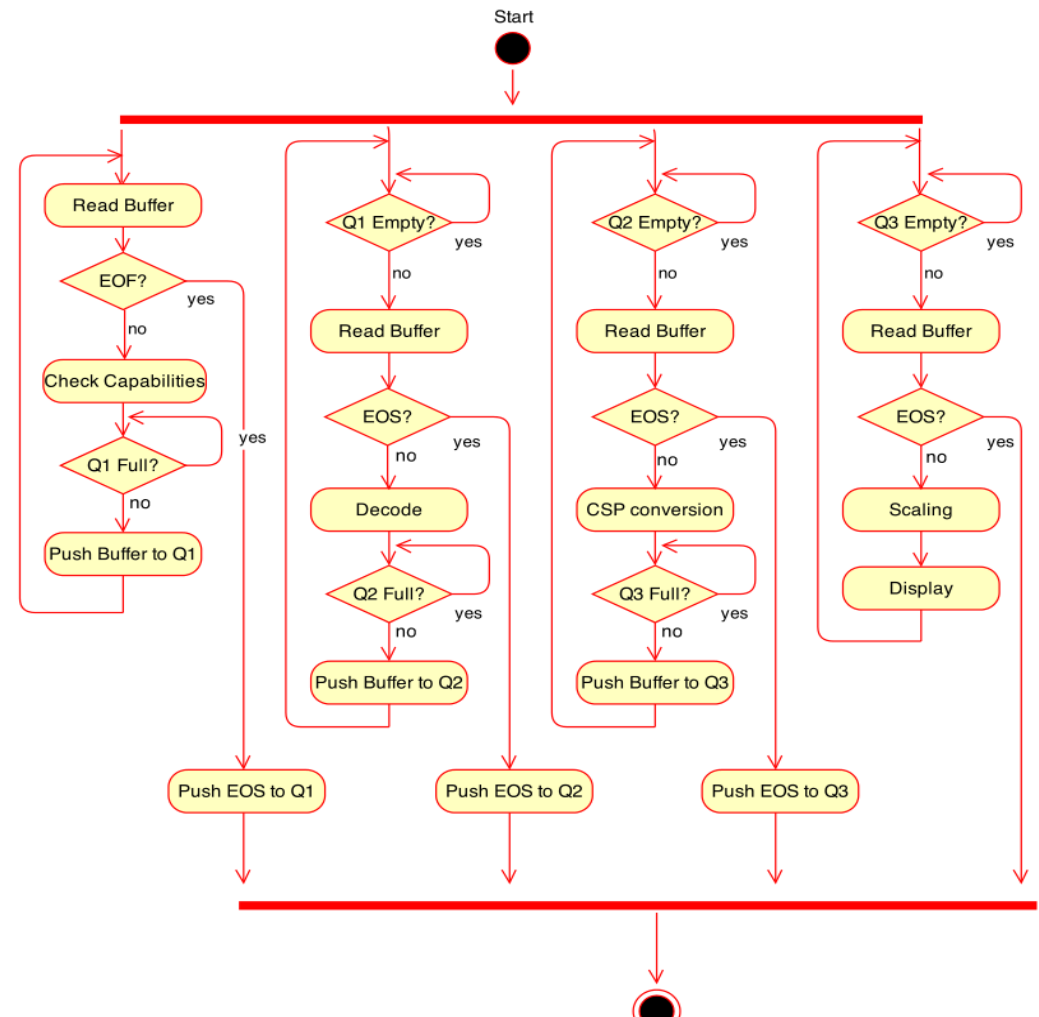 Start
Read Buffer
EOF?
yes
no
Check Capabilities
yes
Q1 Full?
no
Push Buffer to Q1
Push EOS to Q1
Q1 Empty?
yes
no
Read Buffer
EOS?
yes
no
Decode
Q2 Full?
yes
no
Push Buffer to Q2
Push EOS to Q2
Q2 Empty?
yes
no
Read Buffer
EOS?
yes
no
CSP conversion
Q3 Full?
yes
no
Push Buffer to Q3
Push EOS to Q3
Q3 Empty?
yes
no
Read Buffer
EOS?
yes
no
Scaling
Display